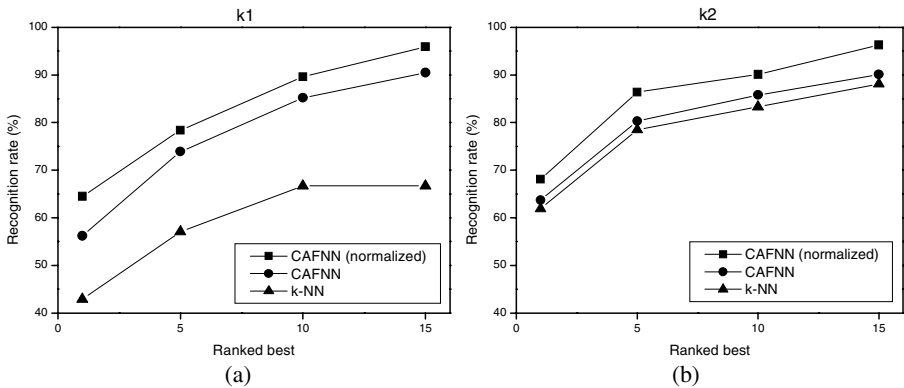 k1
100
90
80
70
60
50
40
Recognition rate (%)
CAFNN (normalized)
CAFNN
k-NN
0 5 10 15
Ranked best
(a)
k2
100
90
80
70
60
50
40
Recognition rate (%)
CAFNN (normalized)
CAFNN
k-NN
0 5 10 15
Ranked best
(b)